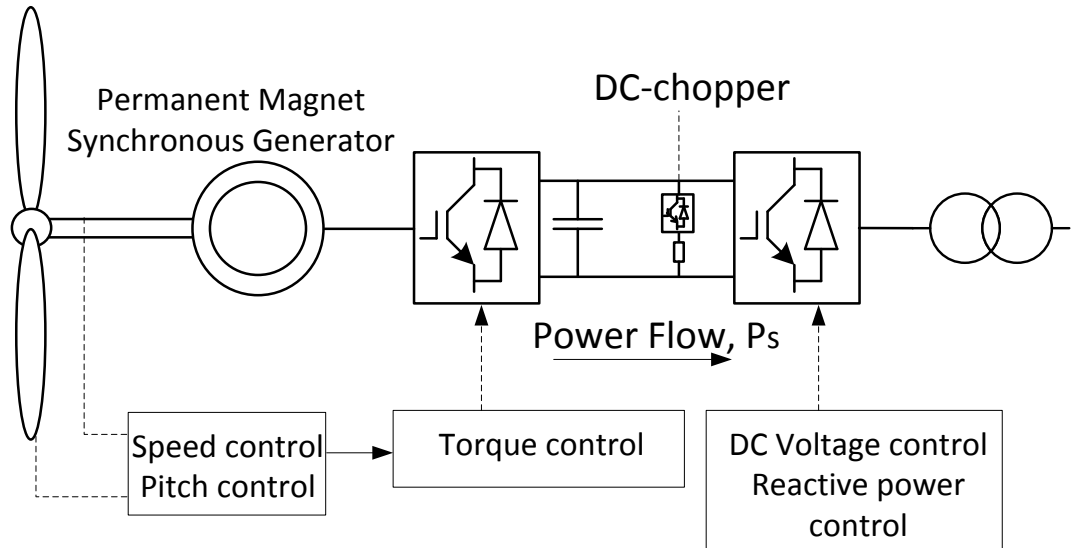 Permanent Magnet
Synchronous Generator
DC-chopper
Power Flow, Ps
Speed control
Pitch control
Torque control
DC Voltage control
Reactive power
control